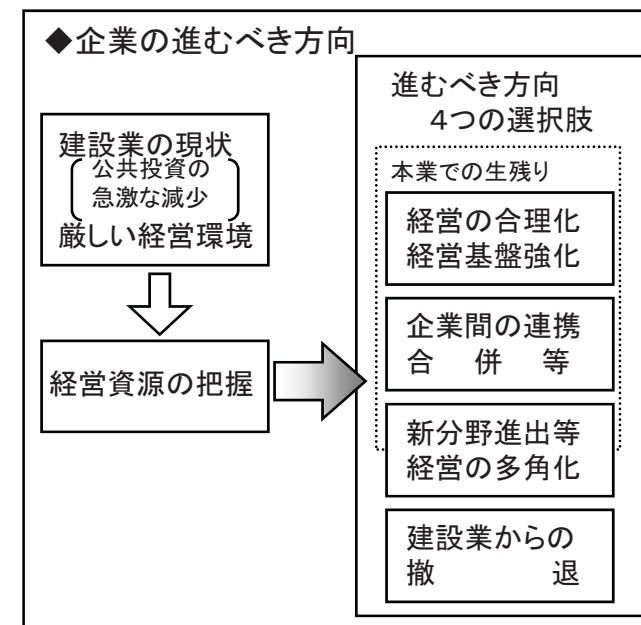 ◆企業の進むべき方向
建設業の現状
公共投資の
急激な減少
厳しい経営環境
経営資源の把握
進むべき方向
４つの選択肢
本業での生残り
経営の合理化
経営基盤強化
企業間の連携
合　併　等
新分野進出等
経営の多角化
建設業からの
撤　　　退